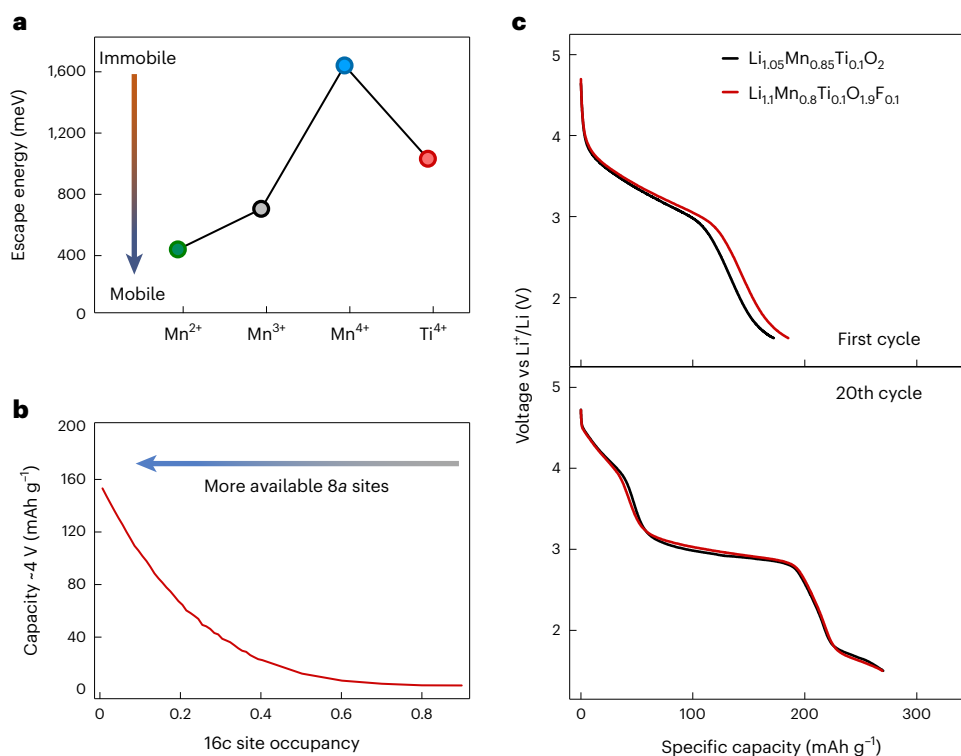 a
Immobile
1,600
1,200
800
400
0
Escape energy (meV)
Mobile
Mn2+
Mn3+
Mn4+
Ti4+
b
200
160
120
80
40
0
Capacity ~4 V (mAh g−1)
More available 8a sites
0
0.2
0.4
0.6
0.8
1.0
16c site occupancy
c
Li1.05Mn0.85Ti0.1O2
Li1.1Mn0.8Ti0.1O1.9F0.1
5
4
3
2
First cycle
Voltage vs Li+/Li (V)
20th cycle
5
4
3
2
0
100
200
300
Specific capacity (mAh g−1)